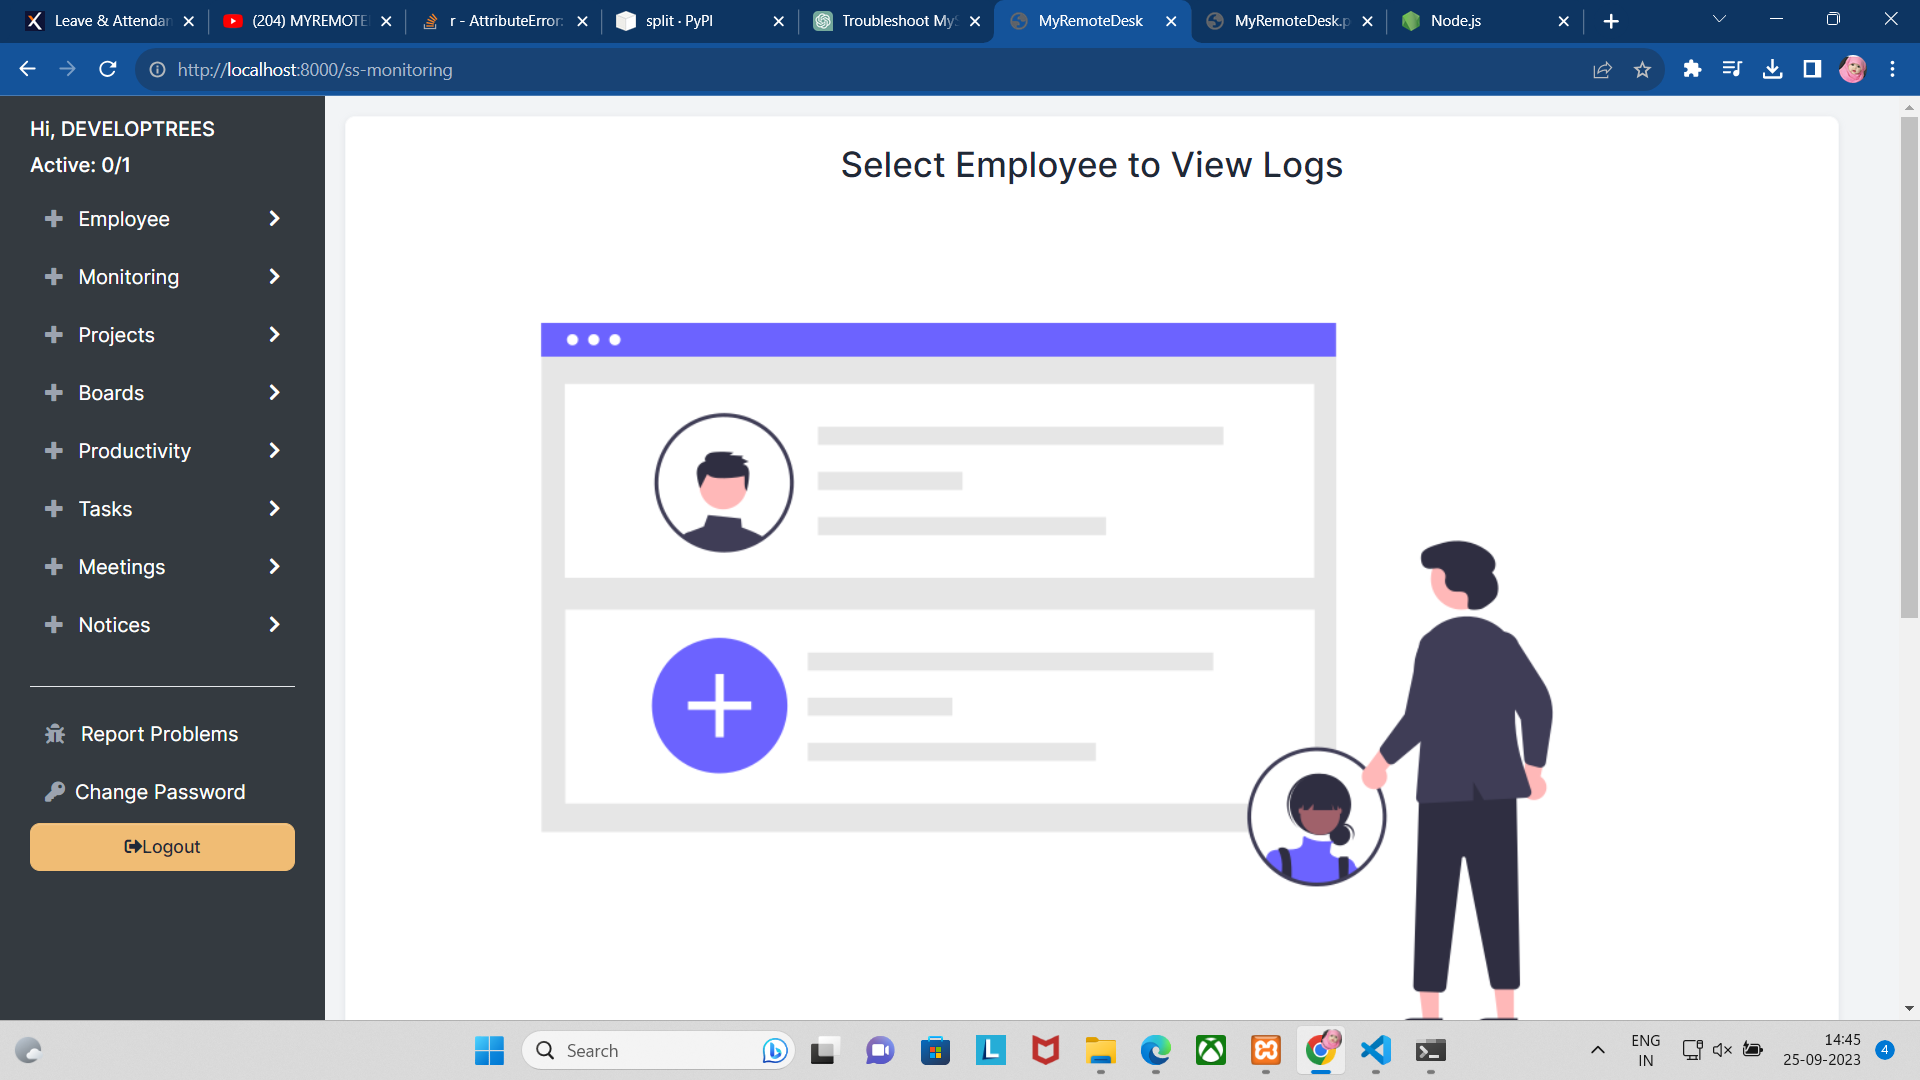 Leave & Attendan
(204) MYREMOTE
r - AttributeError:
split · PyPI
Troubleshoot MyS
MyRemoteDesk
MyRemoteDesk.p
Node.js
http://localhost:8000/ss-monitoring
Hi, DEVELOPTREES
Active: 0/1
Employee
Monitoring
Projects
Boards
Productivity
Tasks
Meetings
Notices
Report Problems
Change Password
Logout
Select Employee to View Logs
Search
ENG
IN
14:45
25-09-2023
4